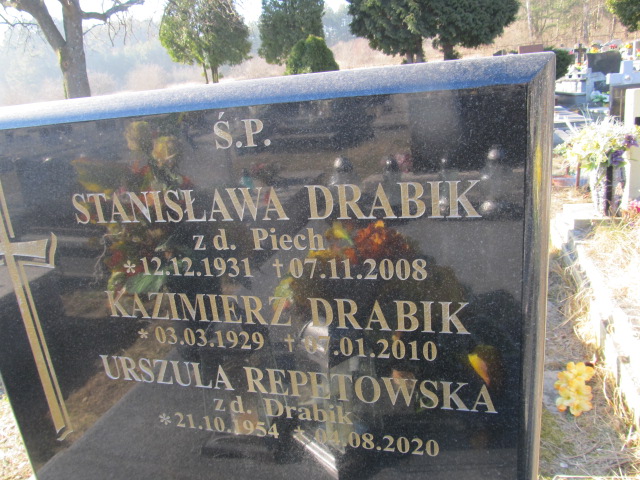 Ś.P.
STANISŁAWA DRABIK
z d. Piech
*12.12.1931 †07.11.2008
KAZIMIERZ DRABIK
*03.03.1929 † .01.2010
URSZULA REPETOWSKA
z d. Drabik
*21.10.1954 †04.08.2020